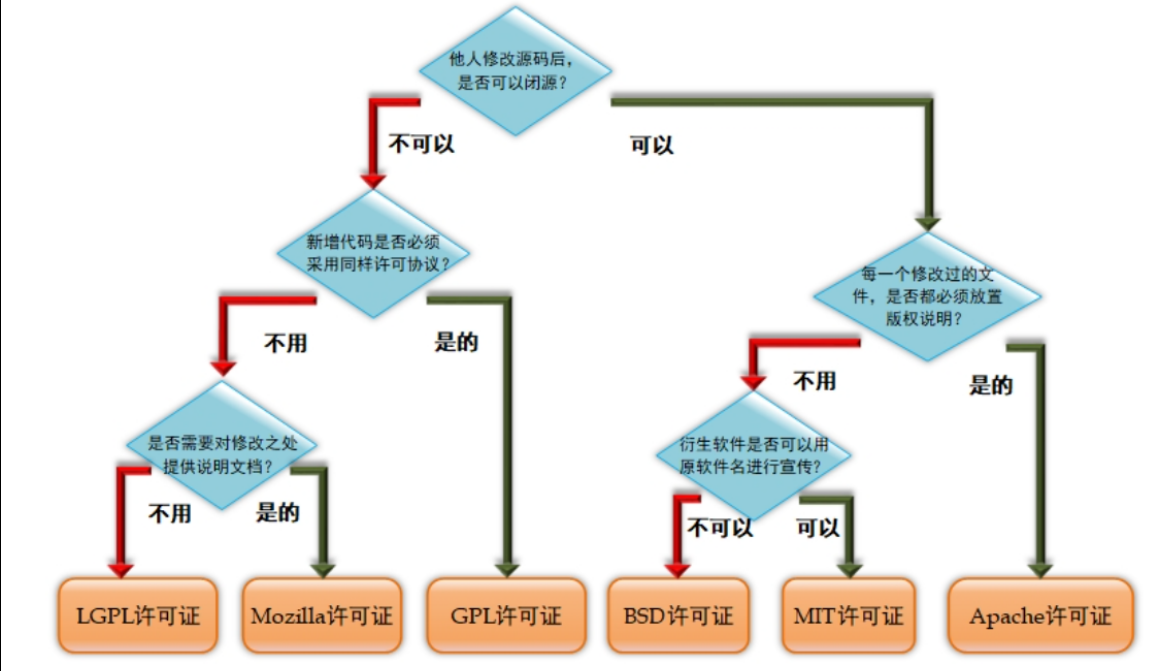 他人修改源码后，
是否可以闭源？
不可以
可以
新增代码是否必须
采用同样许可协议？
每一个修改过的文
件，是否都必须放置
版权说明？
不用
是的
不用
是的
是否需要对修改之处
提供说明文档？
衍生软件是否可以用
原软件名进行宣传？
不用
是的
不可以
可以
LGPL许可证
Mozilla许可证
GPL许可证
BSD许可证
MIT许可证
Apache许可证